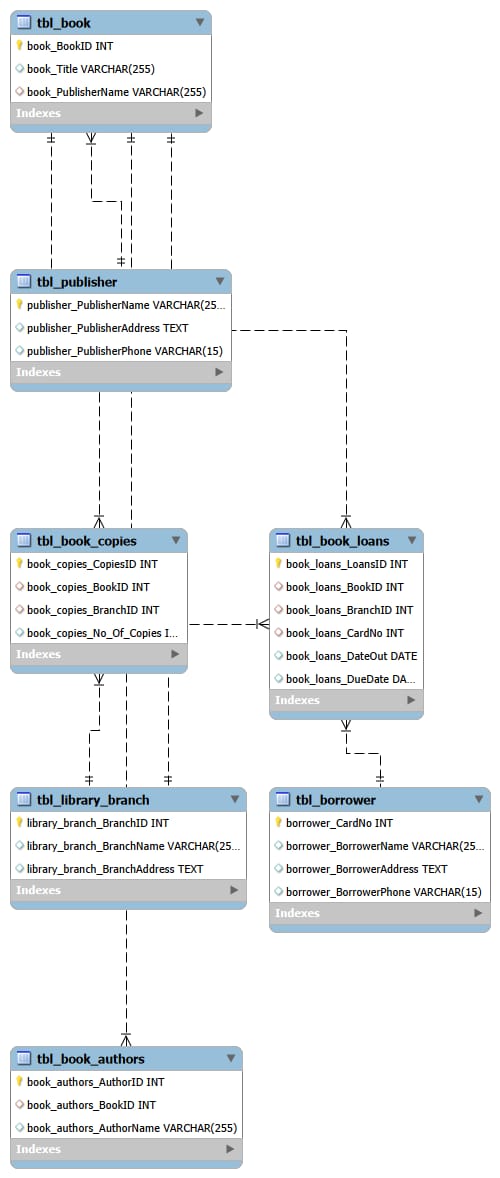 tbl_book
book_BookID INT
book_Title VARCHAR(255)
book_PublisherName VARCHAR(255)
Indexes
tbl_publisher
publisher_PublisherName VARCHAR(25...
publisher_PublisherAddress TEXT
publisher_PublisherPhone VARCHAR(15)
Indexes
tbl_book_copies
book_copies_CopiesID INT
book_copies_BookID INT
book_copies_BranchID INT
book_copies_No_Of_Copies I...
Indexes
tbl_book_loans
book_loans_LoansID INT
book_loans_BookID INT
book_loans_BranchID INT
book_loans_CardNo INT
book_loans_DateOut DATE
book_loans_DueDate DA...
Indexes
tbl_library_branch
library_branch_BranchID INT
library_branch_BranchName VARCHAR(25...
library_branch_BranchAddress TEXT
Indexes
tbl_borrower
borrower_CardNo INT
borrower_BorrowerName VARCHAR(25...
borrower_BorrowerAddress TEXT
borrower_BorrowerPhone VARCHAR(15)
Indexes
tbl_book_authors
book_authors_AuthorID INT
book_authors_BookID INT
book_authors_AuthorName VARCHAR(255)
Indexes